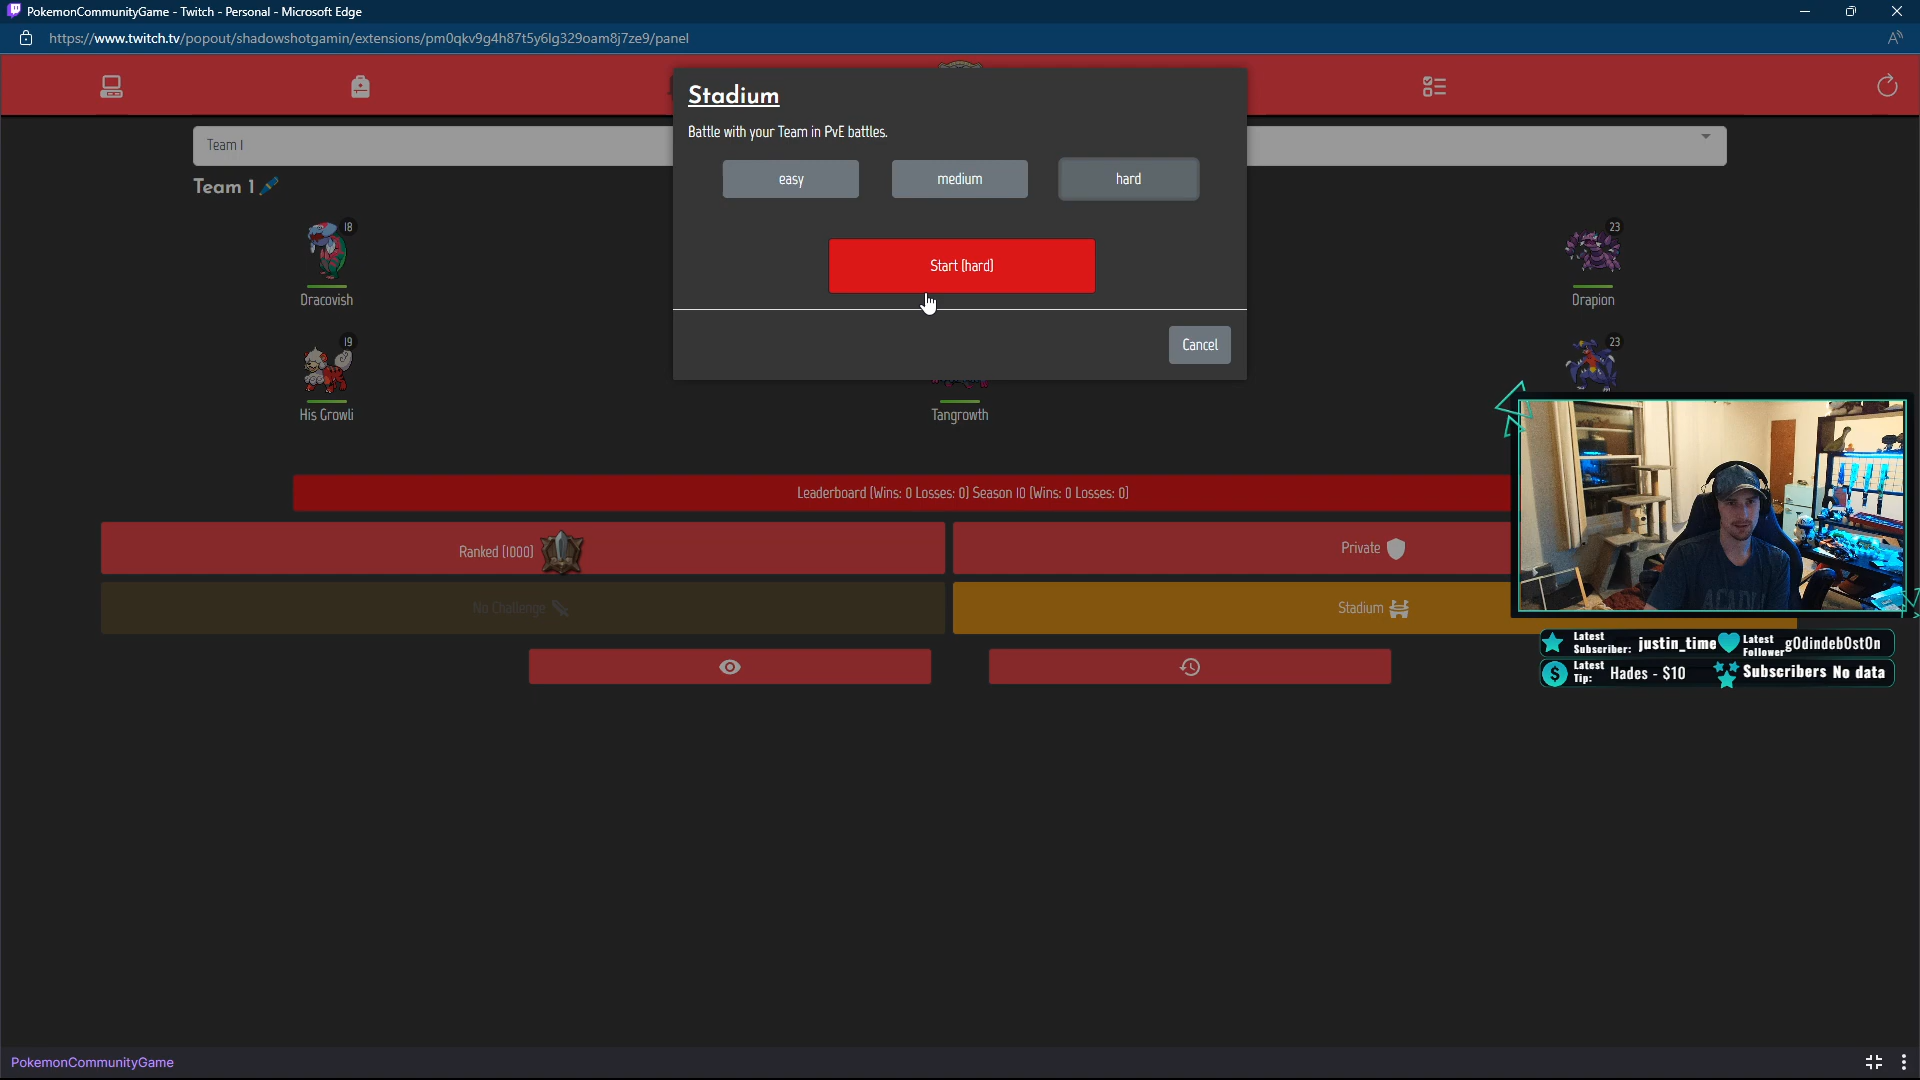 PokemonCommunityGame - Twitch - Personal - Microsoft Edge
https://www.twitch.tv/popout/shadowshotgamin/extensions/pm0qkv9g4h87t5y6lg329oam8j7ze9/panel
Stadium
Battle with your Team in PvE battles.
easy medium hard
Start (hard)
Cancel
Team 1
Team 1
18
Dracovish
23
Drapion
19
His Growli
Tangrowth
23
Leaderboard (Wins: 0 Losses: 0) Season 10 (Wins: 0 Losses: 0)
Ranked (1000)
Private
No Challenge
Stadium
Latest Subscriber: justin_time
Latest Follower g0dindeb0st0n
Latest Tip: Hades - $10
Subscribers No data
PokemonCommunityGame